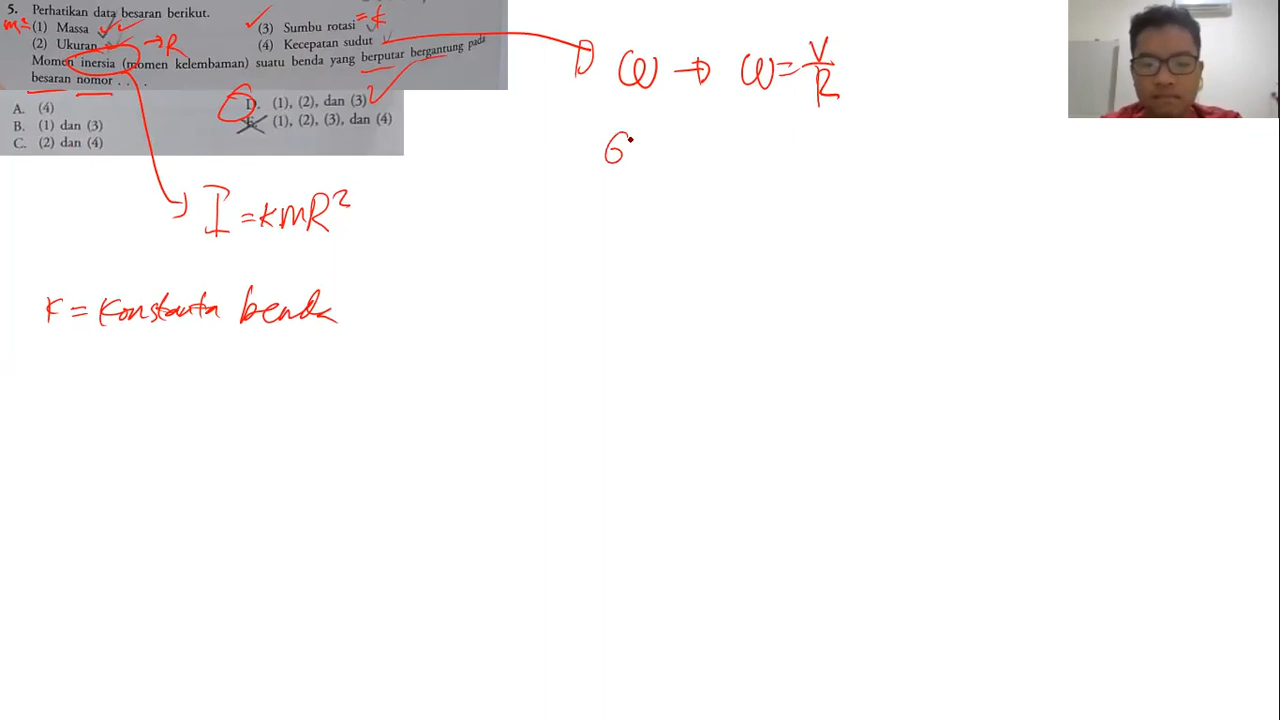 5. Perhatikan data besaran berikut.
m= (1) Massa
(3) Sumbu rotasi = k
(2) Ukuran → R
(4) Kecepatan sudut
Momen inersia (momen kelembaman) suatu benda yang berputar bergantung pada
besaran nomor . . . .
A. (4)
B. (1) dan (3)
C. (2) dan (4)
D. (1), (2), dan (3)
E. (1), (2), (3), dan (4)
ω → ω = V/R
6
I = kmR²
k = Konstanta benda